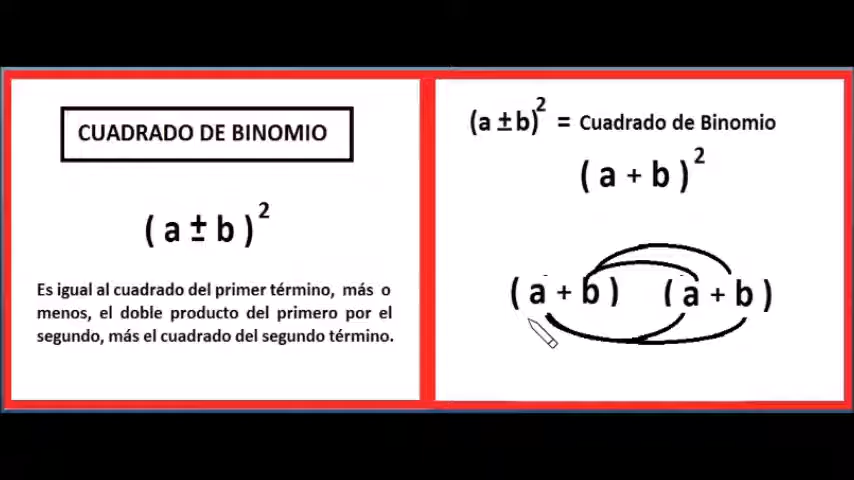 CUADRADO DE BINOMIO
( a ± b )²
Es igual al cuadrado del primer término, más o
menos, el doble producto del primero por el
segundo, más el cuadrado del segundo término.
(a ± b)² = Cuadrado de Binomio
( a + b )²
( a + b ) ( a + b )